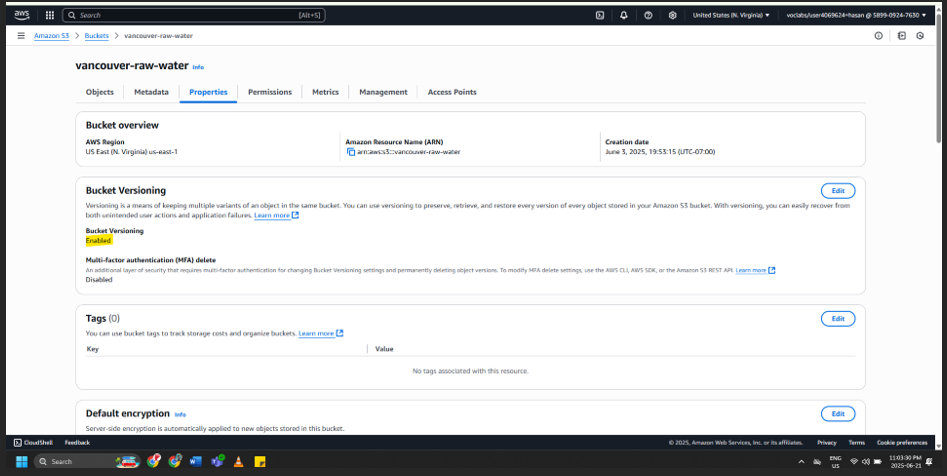 aws
Search [Alt+S] United States (N. Virginia) voclabs/user4069624=hasan @ 5899-0924-7630
Amazon S3 > Buckets > vancouver-raw-water
vancouver-raw-water Info
Objects Metadata Properties Permissions Metrics Management Access Points
Bucket overview
AWS Region Amazon Resource Name (ARN) Creation date
US East (N. Virginia) us-east-1 arn:aws:s3:::vancouver-raw-water June 3, 2025, 19:53:15 (UTC-07:00)
Bucket Versioning Edit
Versioning is a means of keeping multiple variants of an object in the same bucket. You can use versioning to preserve, retrieve, and restore every version of every object stored in your Amazon S3 bucket. With versioning, you can easily recover from
both unintended user actions and application failures. Learn more
Bucket Versioning
Enabled
Multi-factor authentication (MFA) delete
An additional layer of security that requires multi-factor authentication for changing Bucket Versioning settings and permanently deleting object versions. To modify MFA delete settings, use the AWS CLI, AWS SDK, or the Amazon S3 REST API. Learn more
Disabled
Tags (0) Edit
You can use bucket tags to track storage costs and organize buckets. Learn more
Key Value
No tags associated with this resource.
Default encryption Info Edit
Server-side encryption is automatically applied to new objects stored in this bucket.
CloudShell Feedback © 2025, Amazon Web Services, Inc. or its affiliates. Privacy Terms Cookie preferences
Search ENG 11:03:30 PM
US 2025-06-21